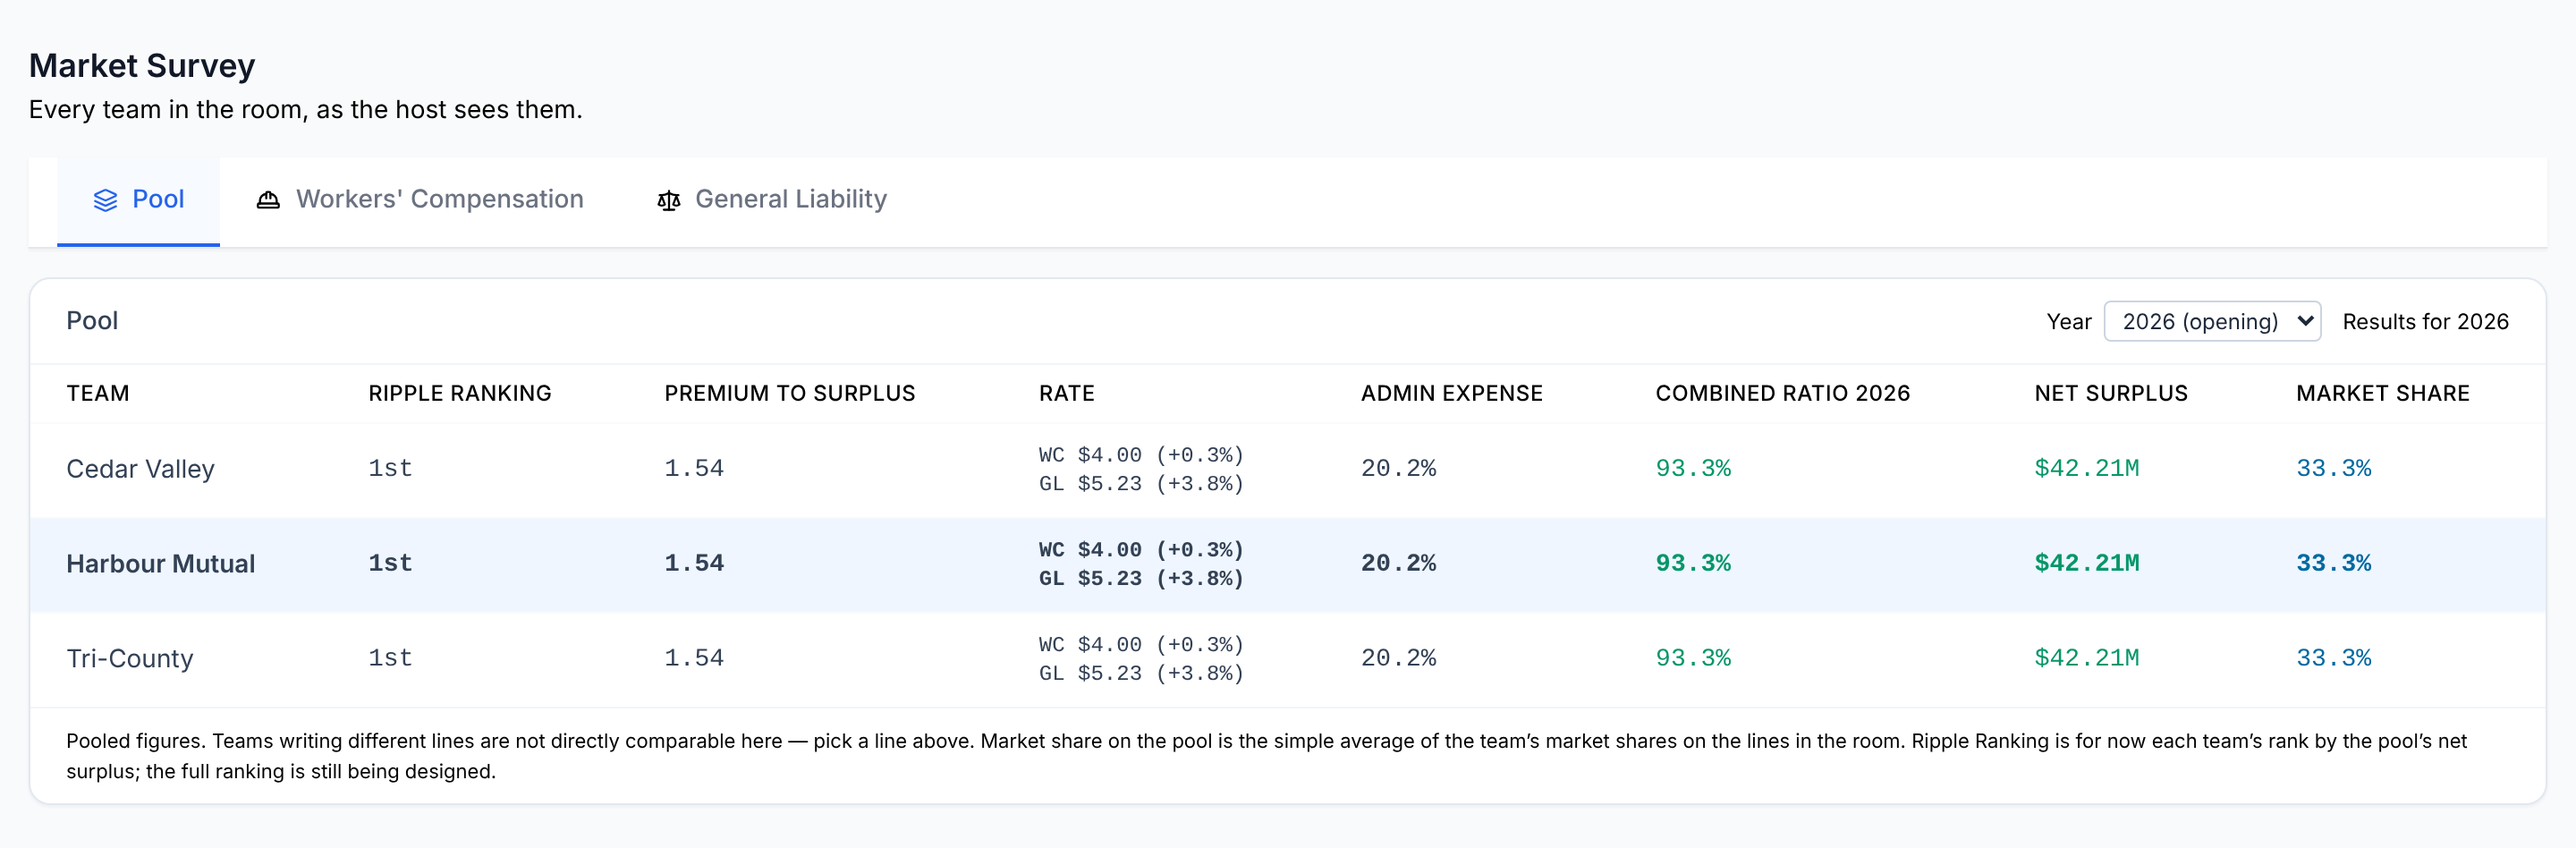 Market Survey
Every team in the room, as the host sees them.
Pool Workers' Compensation General Liability
Pool Year 2026 (opening) Results for 2026
TEAM RIPPLE RANKING PREMIUM TO SURPLUS RATE ADMIN EXPENSE COMBINED RATIO 2026 NET SURPLUS MARKET SHARE
Cedar Valley 1st 1.54 WC $4.00 (+0.3%) 20.2% 93.3% $42.21M 33.3%
GL $5.23 (+3.8%)
Harbour Mutual 1st 1.54 WC $4.00 (+0.3%) 20.2% 93.3% $42.21M 33.3%
GL $5.23 (+3.8%)
Tri-County 1st 1.54 WC $4.00 (+0.3%) 20.2% 93.3% $42.21M 33.3%
GL $5.23 (+3.8%)
Pooled figures. Teams writing different lines are not directly comparable here — pick a line above. Market share on the pool is the simple average of the team’s market shares on the lines in the room. Ripple Ranking is for now each team’s rank by the pool’s net
surplus; the full ranking is still being designed.